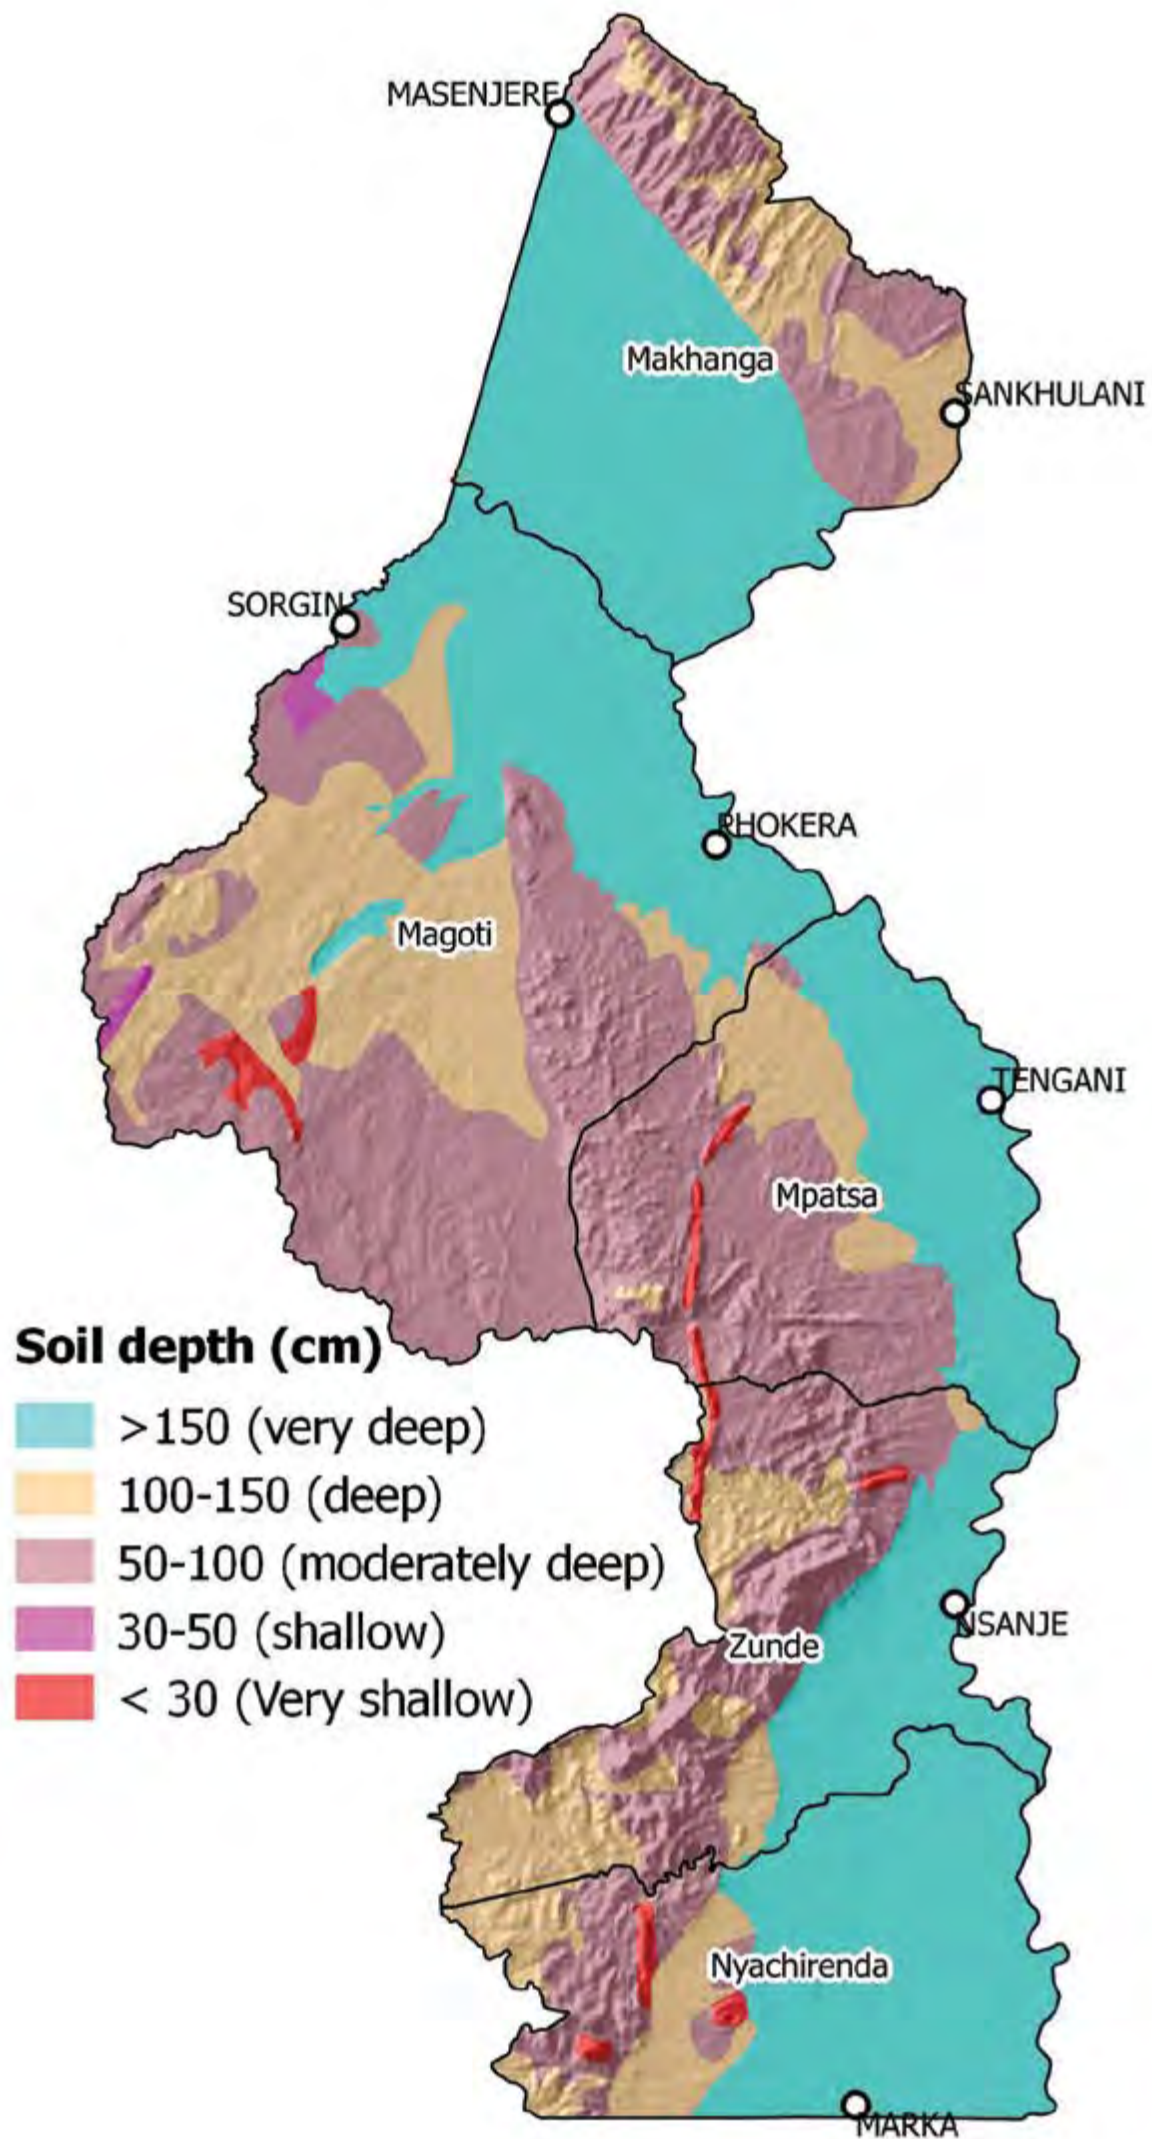 MASENJERE
Makhanga
SANKHULANI
SORGIN
PHOKERA
Magoti
TENGANI
Mpatsa
Soil depth (cm)
>150 (very deep)
100-150 (deep)
50-100 (moderately deep)
30-50 (shallow)
< 30 (Very shallow)
NSANJE
Zunde
Nyachirenda
MARKA